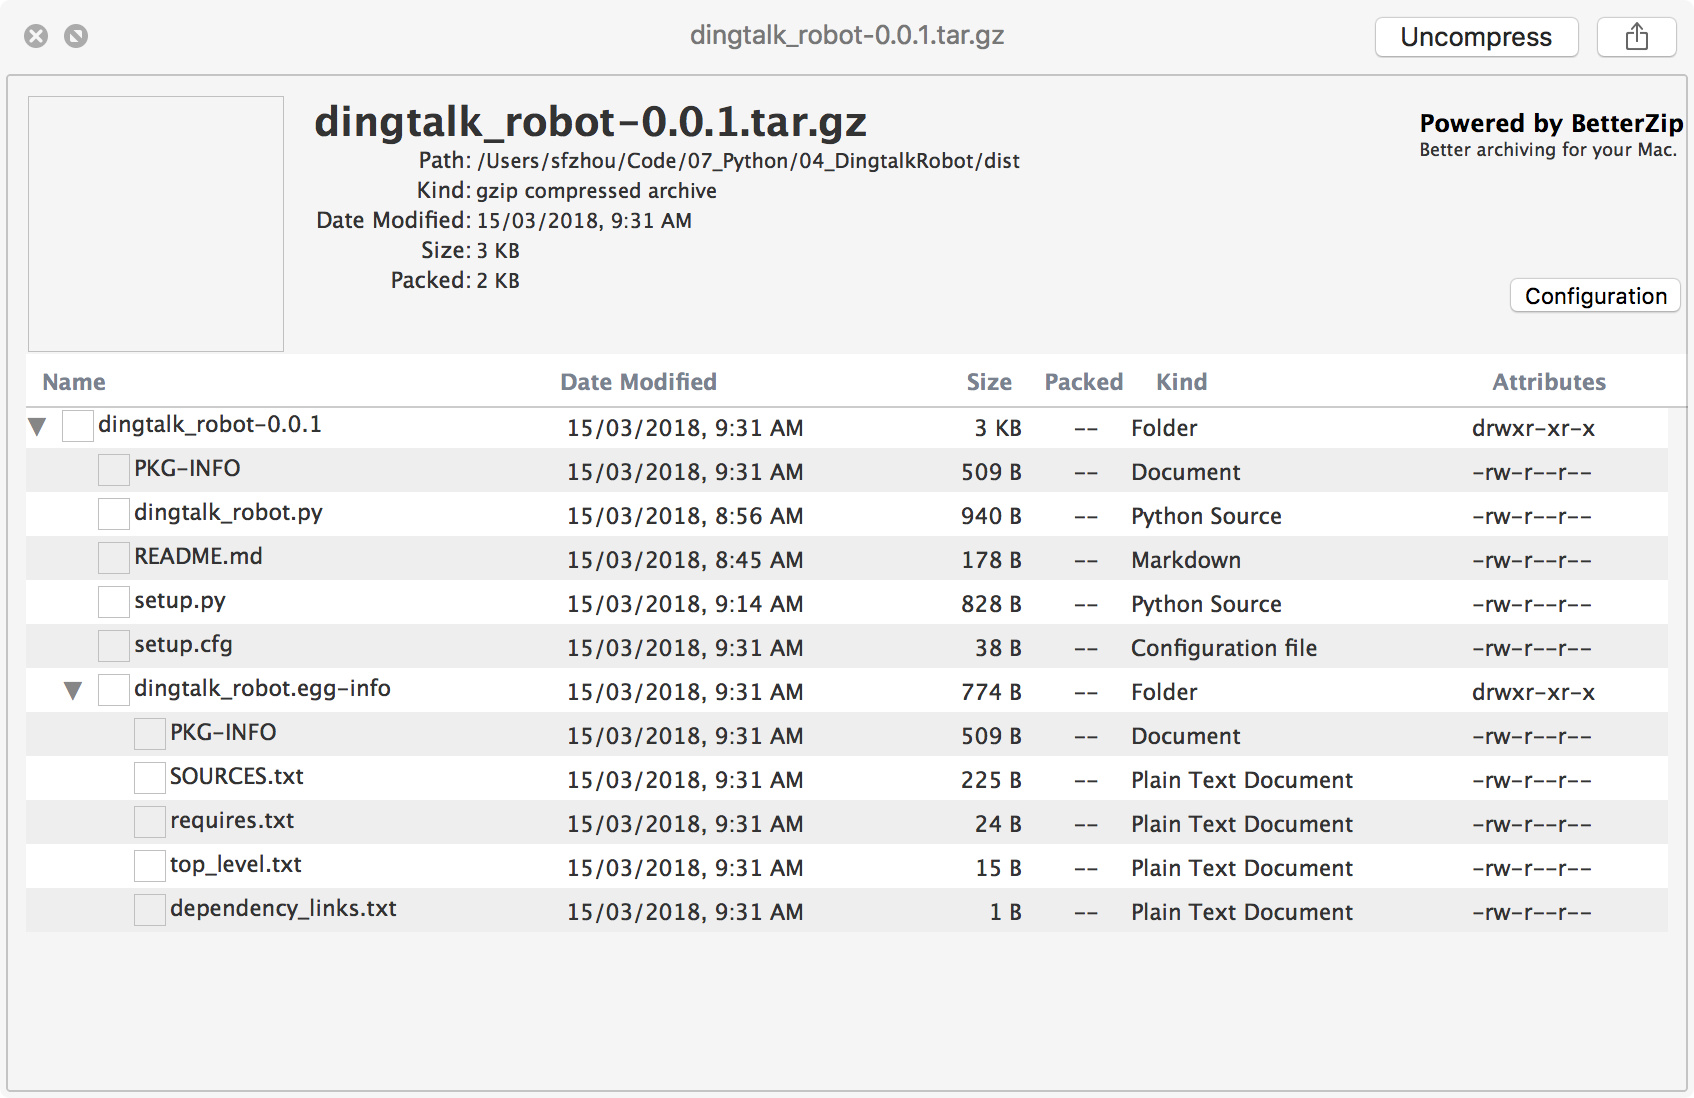 dingtalk_robot-0.0.1.tar.gz
Uncompress
dingtalk_robot-0.0.1.tar.gz
Powered by BetterZip
Better archiving for your Mac.
Path: /Users/sfzhou/Code/07_Python/04_DingtalkRobot/dist
Kind: gzip compressed archive
Date Modified: 15/03/2018, 9:31 AM
Size: 3 KB
Packed: 2 KB
Configuration
Name Date Modified Size Packed Kind Attributes
dingtalk_robot-0.0.1 15/03/2018, 9:31 AM 3 KB -- Folder drwxr-xr-x
PKG-INFO 15/03/2018, 9:31 AM 509 B -- Document -rw-r--r--
dingtalk_robot.py 15/03/2018, 8:56 AM 940 B -- Python Source -rw-r--r--
README.md 15/03/2018, 8:45 AM 178 B -- Markdown -rw-r--r--
setup.py 15/03/2018, 9:14 AM 828 B -- Python Source -rw-r--r--
setup.cfg 15/03/2018, 9:31 AM 38 B -- Configuration file -rw-r--r--
dingtalk_robot.egg-info 15/03/2018, 9:31 AM 774 B -- Folder drwxr-xr-x
PKG-INFO 15/03/2018, 9:31 AM 509 B -- Document -rw-r--r--
SOURCES.txt 15/03/2018, 9:31 AM 225 B -- Plain Text Document -rw-r--r--
requires.txt 15/03/2018, 9:31 AM 24 B -- Plain Text Document -rw-r--r--
top_level.txt 15/03/2018, 9:31 AM 15 B -- Plain Text Document -rw-r--r--
dependency_links.txt 15/03/2018, 9:31 AM 1 B -- Plain Text Document -rw-r--r--